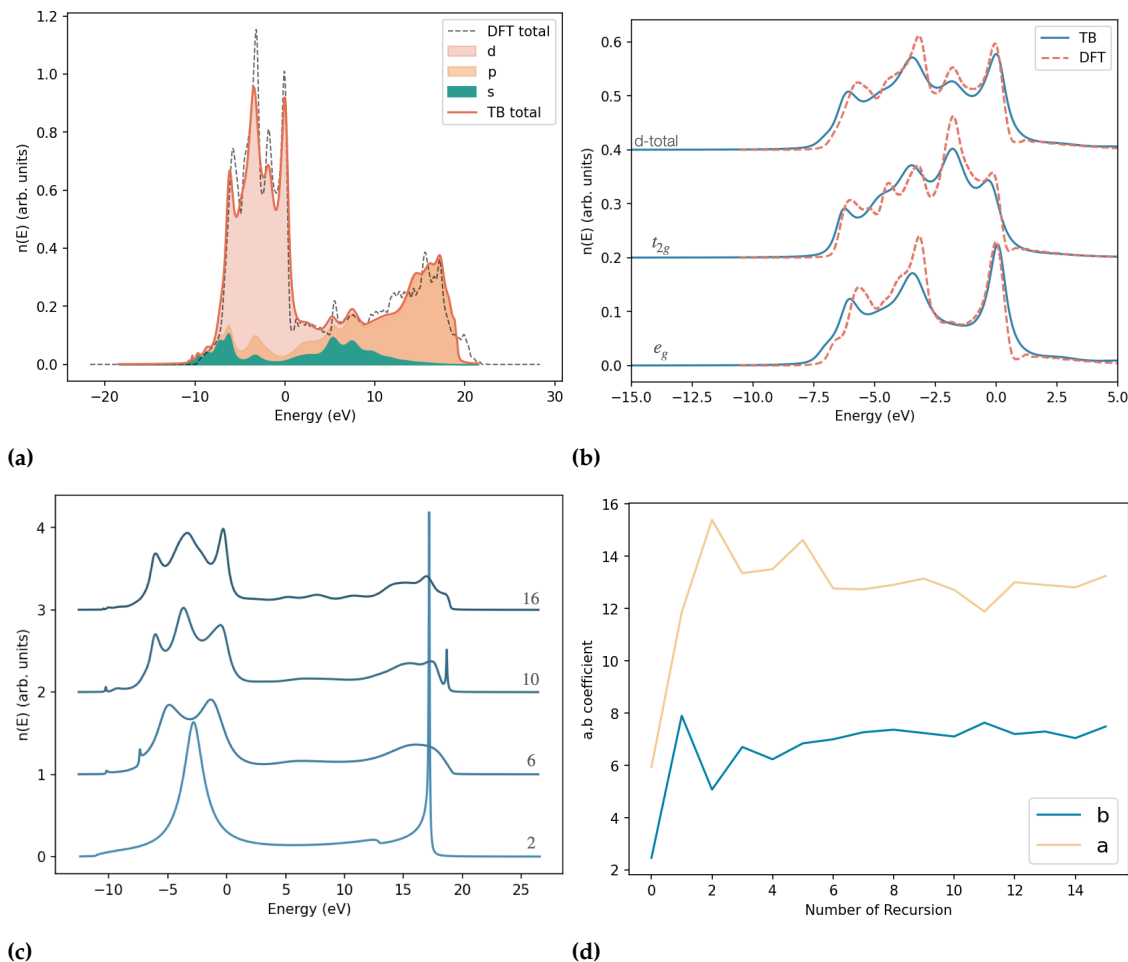 1.2
1.0
0.8
0.6
0.4
0.2
0.0
n(E) (arb. units)
DFT total
d
p
s
TB total
−20
−10
0
10
20
30
Energy (eV)
(a)
0.6
0.5
0.4
0.3
0.2
0.1
0.0
n(E) (arb. units)
TB
DFT
d-total
t2g
eg
−15.0
−12.5
−10.0
−7.5
−5.0
−2.5
0.0
2.5
5.0
Energy (eV)
(b)
4
3
2
1
0
n(E) (arb. units)
16
10
6
2
−10
−5
0
5
10
15
20
25
Energy (eV)
(c)
16
14
12
10
8
6
4
2
a,b coefficient
b
a
0
2
4
6
8
10
12
14
Number of Recursion
(d)